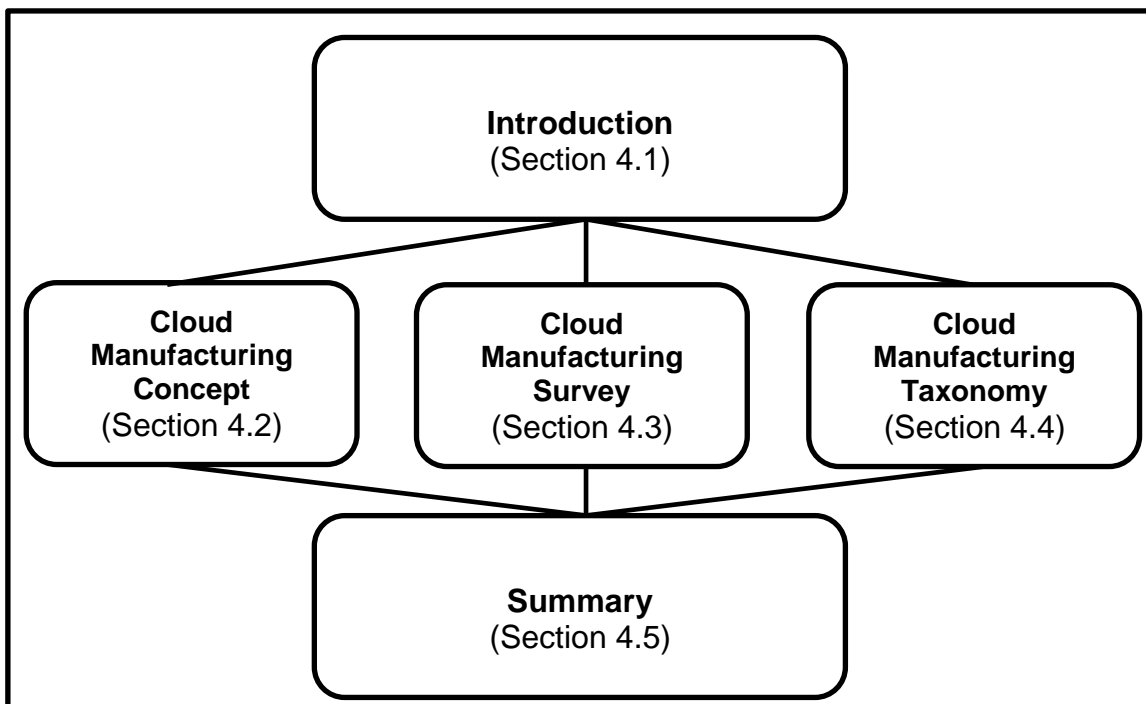 Introduction
(Section 4.1)
Cloud
Manufacturing
Concept
(Section 4.2)
Cloud
Manufacturing
Survey
(Section 4.3)
Cloud
Manufacturing
Taxonomy
(Section 4.4)
Summary
(Section 4.5)